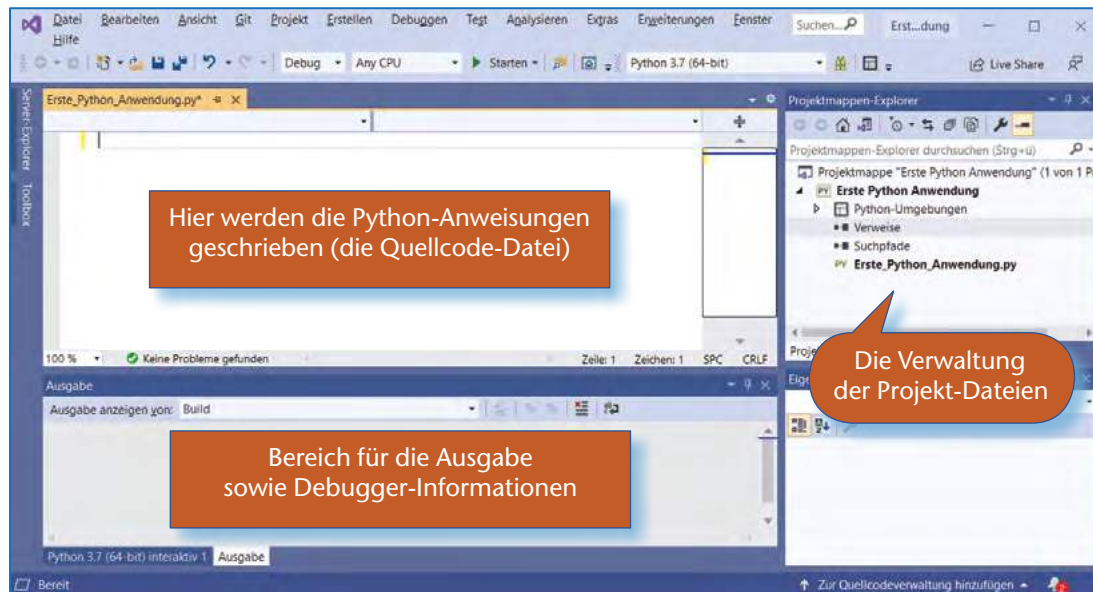 Datei Bearbeiten Ansicht Git Projekt Erstellen Debuggen Test Analysieren Extras Erweiterungen Fenster Suchen... Erst...dung
Hilfe
Debug Any CPU Starten Python 3.7 (64-bit) Live Share
Server-Explorer
Toolbox
Erste_Python_Anwendung.py*
Hier werden die Python-Anweisungen
geschrieben (die Quellcode-Datei)
100 % Keine Probleme gefunden Zeile: 1 Zeichen: 1 SPC CRLF
Projektmappen-Explorer
Projektmappen-Explorer durchsuchen (Strg+ü)
Projektmappe "Erste Python Anwendung" (1 von 1 P
PY Erste Python Anwendung
Python-Umgebungen
Verweise
Suchpfade
PY Erste_Python_Anwendung.py
Proje
Die Verwaltung
der Projekt-Dateien
Eige
Ausgabe
Ausgabe anzeigen von: Build
Bereich für die Ausgabe
sowie Debugger-Informationen
Python 3.7 (64-bit) interaktiv 1 Ausgabe
Bereit Zur Quellcodeverwaltung hinzufügen